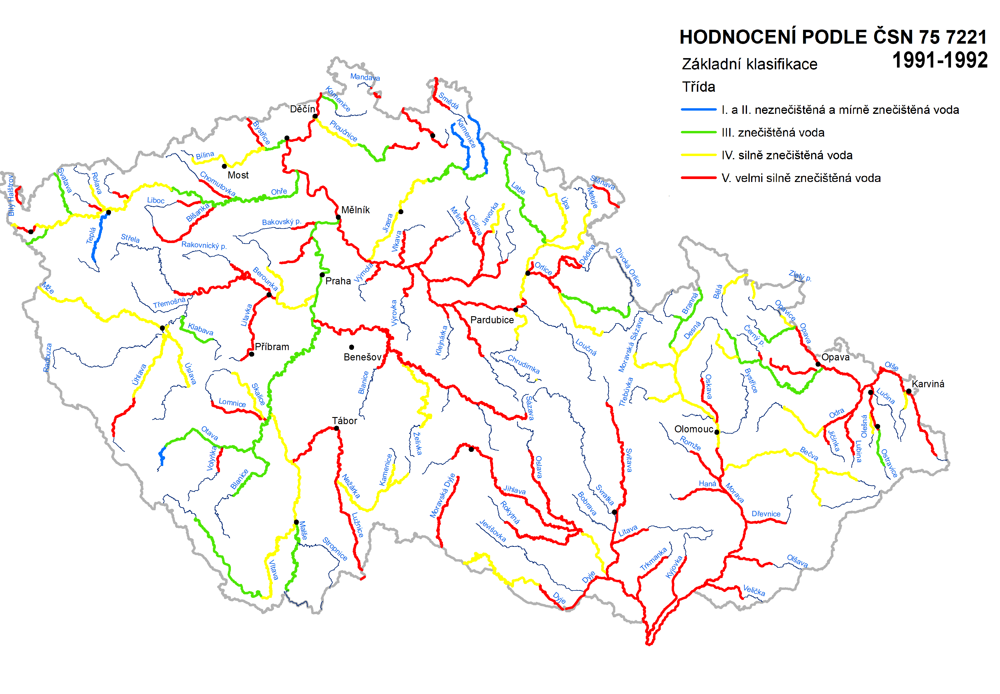 HODNOCENÍ PODLE ČSN 75 7221
1991-1992
Základní klasifikace
Třída
I. a II. neznečištěná a mírně znečištěná voda
III. znečištěná voda
IV. silně znečištěná voda
V. velmi silně znečištěná voda
Mandava
Kamenice
Smědá
Děčín
Kamenice
Bystřice
Ploučnice
Bílina
Most
Svatava
Rolava
Chomutovka
Bílý Halštrov
Ohře
Labe
Stěnava
Metuje
Úpa
Liboc
Blšanka
Mělník
Jizera
Mrlina
Cidlina
Javorka
Bakovský p.
Teplá
Střela
Rakovnický p.
Vlkava
Dědina
Divoká Orlice
Orlice
Výmola
Berounka
Praha
Zlatý p.
Mže
Třemošná
Bělá
Branná
Opavice
Litavka
Výrovka
Pardubice
Klabava
Moravská Sázava
Desná
Opava
Černý p.
Klejnárka
Loučná
Příbram
Radbuza
Benešov
Chrudimka
Opava
Olše
Úhlava
Úslava
Blanice
Třebůvka
Oskava
Bystřice
Karviná
Skalice
Lomnice
Lučina
Sázava
Odra
Tábor
Olešná
Olomouc
Otava
Želivka
Romže
Jičínka
Lubina
Volyňka
Svitava
Bečva
Ostravice
Oslava
Kamenice
Blanice
Nežárka
Moravská Dyje
Jihlava
Haná
Morava
Svratka
Bobrava
Rokytná
Dřevnice
Lužnice
Malše
Jevišovka
Litava
Stropnice
Trkmanka
Kyjovka
Olšava
Vltava
Dyje
Dyje
Velička